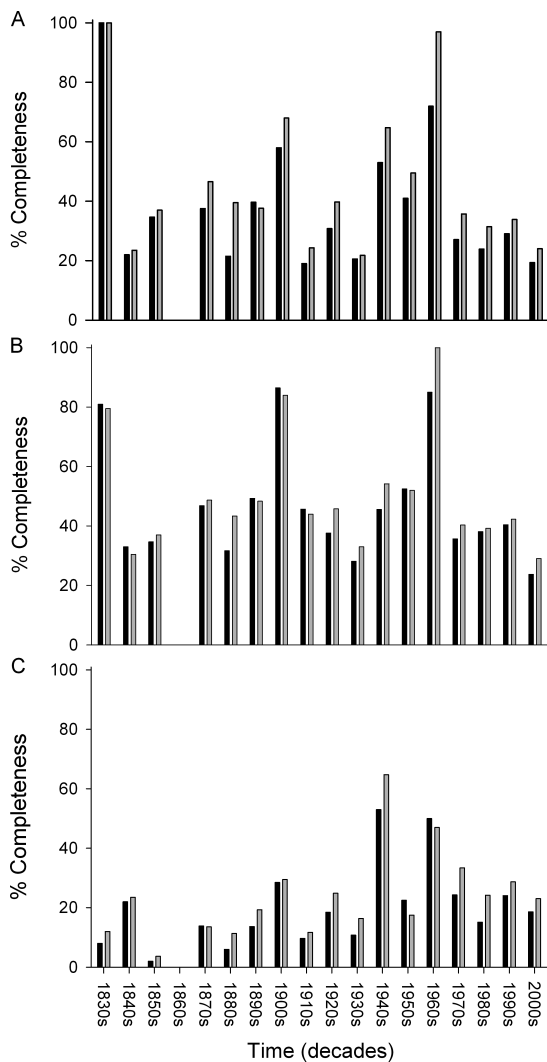 A
100
80
60
40
20
0
% Completeness
B
100
80
60
40
20
0
% Completeness
C
100
80
60
40
20
0
% Completeness
1830s
1840s
1850s
1860s
1870s
1880s
1890s
1900s
1910s
1920s
1930s
1940s
1950s
1960s
1970s
1980s
1990s
2000s
Time (decades)